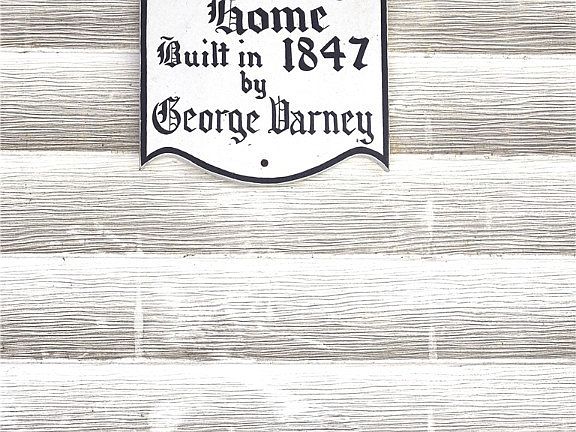 Home
Built in 1847
by
George Varney